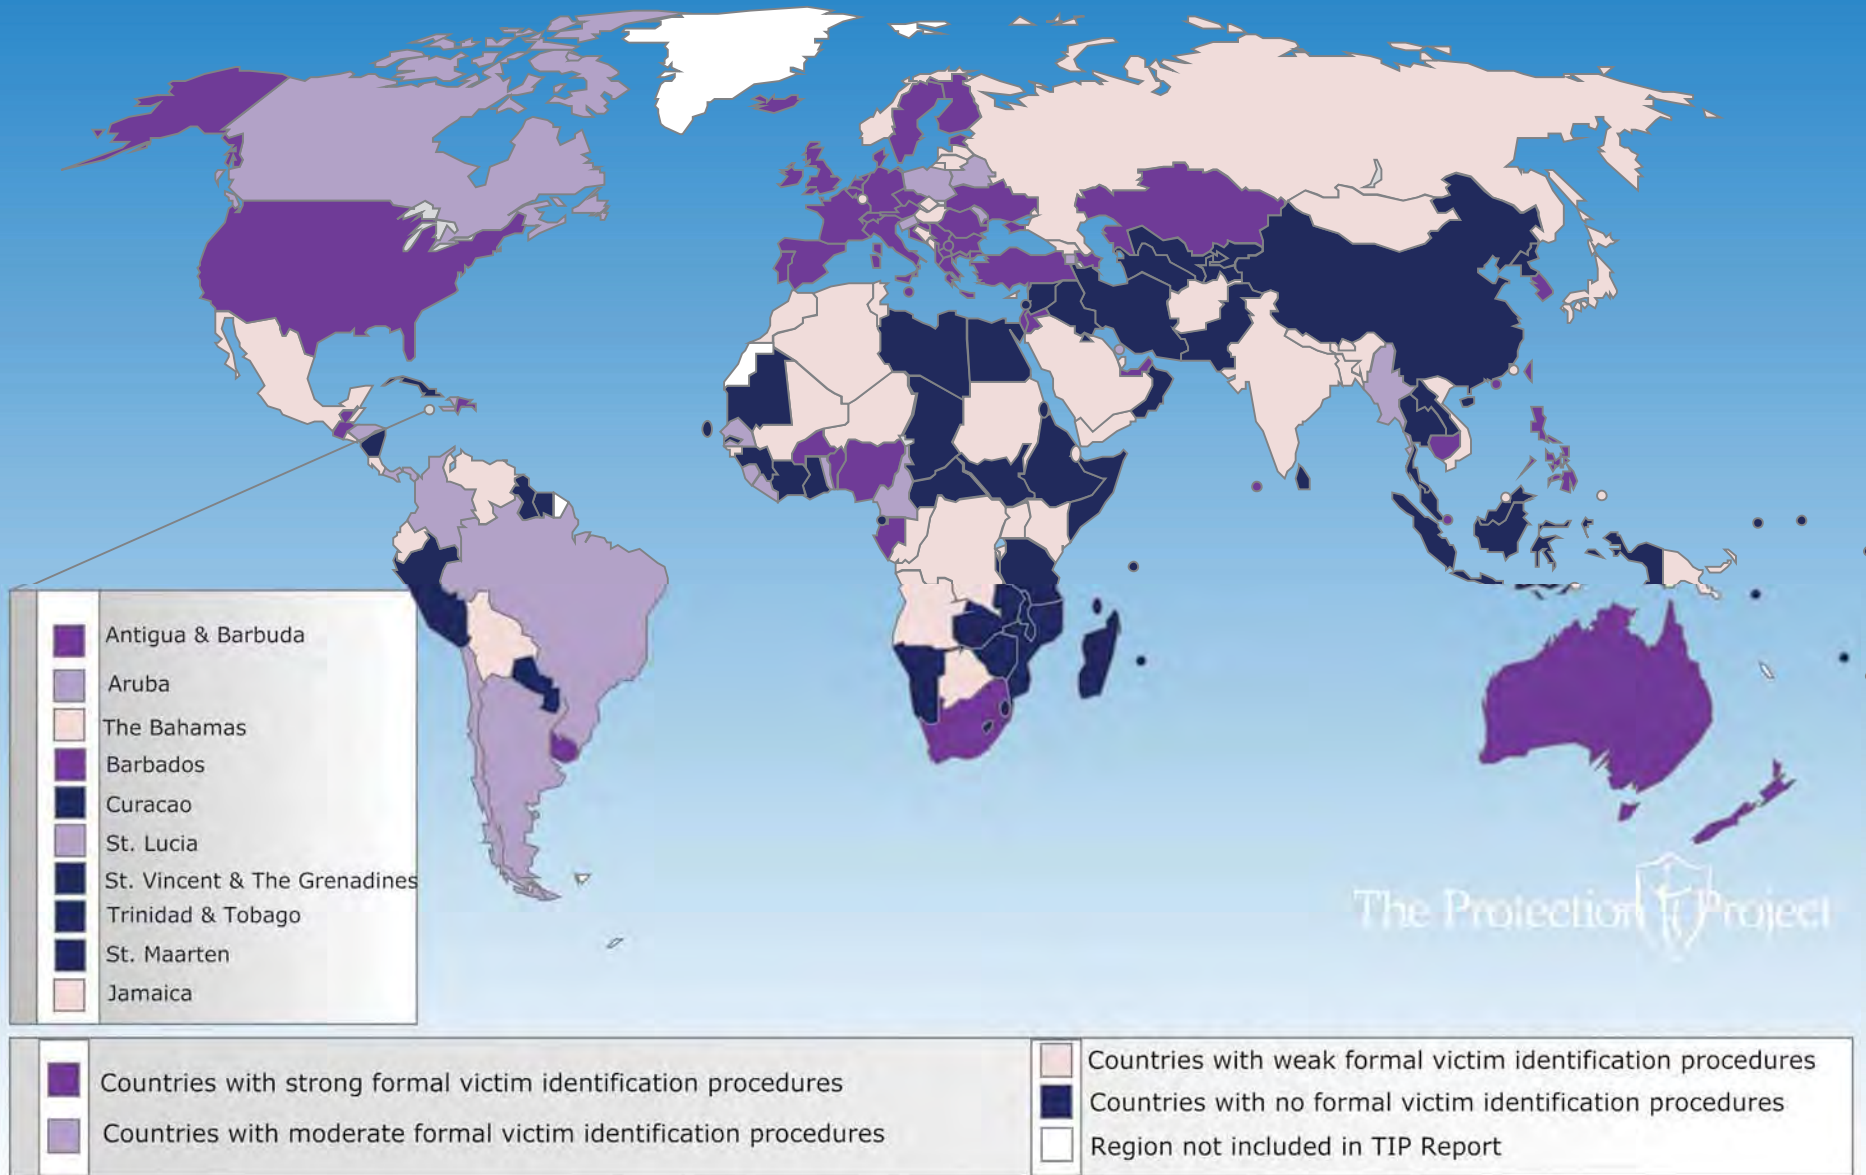 Antigua & Barbuda
Aruba
The Bahamas
Barbados
Curacao
St. Lucia
St. Vincent & The Grenadines
Trinidad & Tobago
St. Maarten
Jamaica
The Protection Project
Countries with strong formal victim identification procedures
Countries with moderate formal victim identification procedures
Countries with weak formal victim identification procedures
Countries with no formal victim identification procedures
Region not included in TIP Report